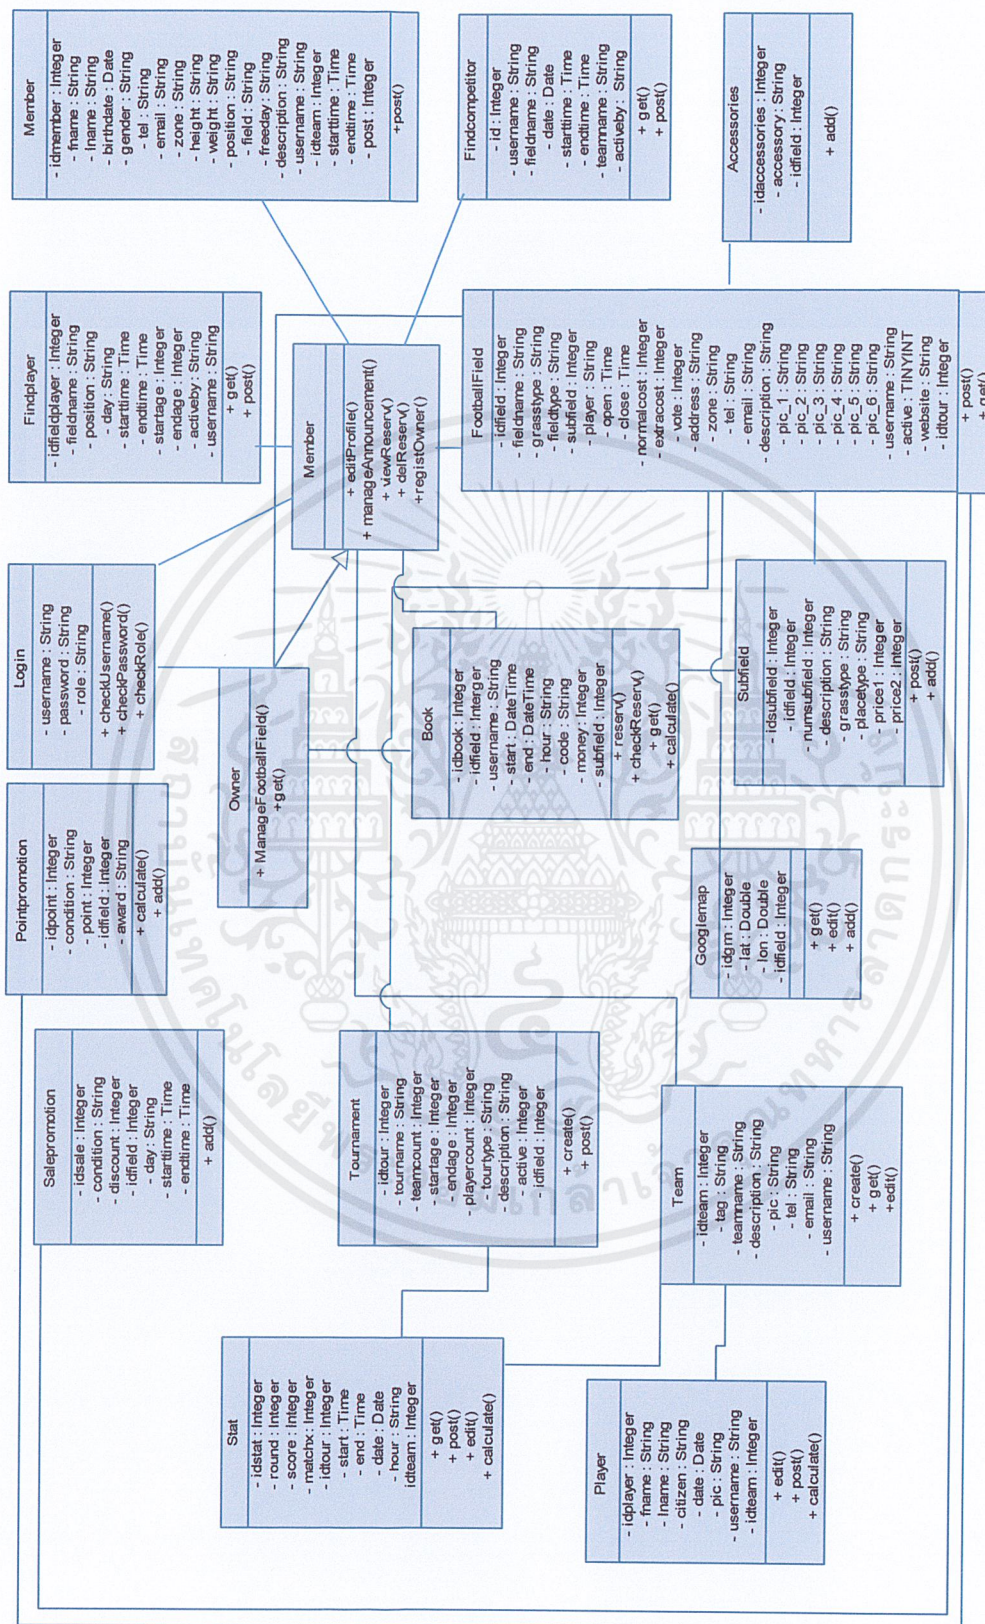 Member
- idmember : Integer
- fname : String
- lname : String
- birthdate : Date
- gender : String
- tel : String
- email : String
- zone : String
- height : String
- weight : String
- position : String
- field : String
- freeday : String
- description : String
- username : String
- idteam : Integer
- starttime : Time
- endtime : Time
- post : Integer
+post()
Findcompetitor
- id : Integer
- username : String
- fieldname : String
- date : Date
- starttime : Time
- endtime : Time
- teamname : String
- activeby : String
+ get()
+ post()
Accessories
- idaccessories : Integer
- accessory : String
- idfield : Integer
+ add()
Findplayer
- idfieldplayer : Integer
- fieldname : String
- position : String
- day : String
- starttime : Time
- endtime : Time
- startage : Integer
- endage : Integer
- activeby : String
- username : String
+ get()
+ post()
Member
+ editProfile()
+ manageAnnouncement()
+ viewReserv()
+ delReserv()
+registOwner()
FootballField
- idfield : Integer
- fieldname : String
- grasstype : String
- fieldtype : String
- subfield : Integer
- player : String
- open : Time
- close : Time
- normalcost : Integer
- extracost : Integer
- vote : Integer
- address : String
- zone : String
- tel : String
- email : String
- description : String
- pic_1 : String
- pic_2 : String
- pic_3 : String
- pic_4 : String
- pic_5 : String
- pic_6 : String
- username : String
- active : TINYINT
- website : String
- idtour : Integer
+ post()
+ get()
Login
- username : String
- password : String
- role : String
+ checkUsername()
+ checkPassword()
+ checkRole()
Owner
+ ManageFootballField()
+get()
Book
- idbook : Integer
- idfield : Interger
- username : String
- start : DateTime
- end : DateTime
- hour : String
- code : String
- money : Integer
- subfield : Integer
+ reserv()
+ checkReserv()
+ get()
+ calculate()
Subfield
- idsubfield : Integer
- idfield : Integer
- numsubfield : Integer
- description : String
- grasstype : String
- placetype : String
- price1 : Integer
- price2 : Integer
+ post()
+ add()
Pointpromotion
- idpoint : Integer
- condition : String
- point : Integer
- idfield : Integer
- award : String
+ calculate()
+ add()
Googlemap
- idgm : Integer
- lat : Double
- lon : Double
- idfield : Integer
+ get()
+ edit()
+ add()
Salepromotion
- idsale : Integer
- condition : String
- discount : Integer
- idfield : Integer
- day : String
- starttime : Time
- endtime : Time
+ add()
Tournament
- idtour : Integer
- tourname : String
- teamcount : Integer
- startage : Integer
- endage : Integer
- playercount : Integer
- tourtype : String
- description : String
- active : Integer
- idfield : Integer
+ create()
+ post()
Team
- idteam : Integer
- tag : String
- teamname : String
- description : String
- pic : String
- tel : String
- email : String
- username : String
+ create()
+ get()
+edit()
Stat
- idstat : Integer
- round : Integer
- score : Integer
- matchx : Integer
- idtour : Integer
- start : Time
- end : Time
- date : Date
- hour : String
idteam : Integer
+ get()
+ post()
+ edit()
+ calculate()
Player
- idplayer : Integer
- fname : String
- lname : String
- citizen : String
- date : Date
- pic : String
- username : String
- idteam : Integer
+ edit()
+ post()
+ calculate()